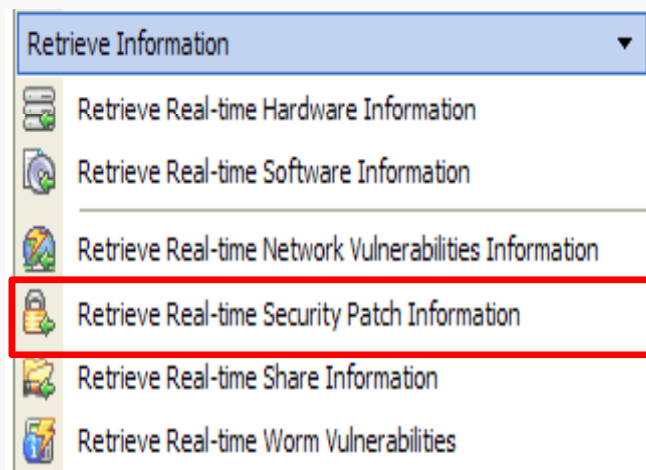 Retrieve Information
Retrieve Real-time Hardware Information
Retrieve Real-time Software Information
Retrieve Real-time Network Vulnerabilities Information
Retrieve Real-time Security Patch Information
Retrieve Real-time Share Information
Retrieve Real-time Worm Vulnerabilities